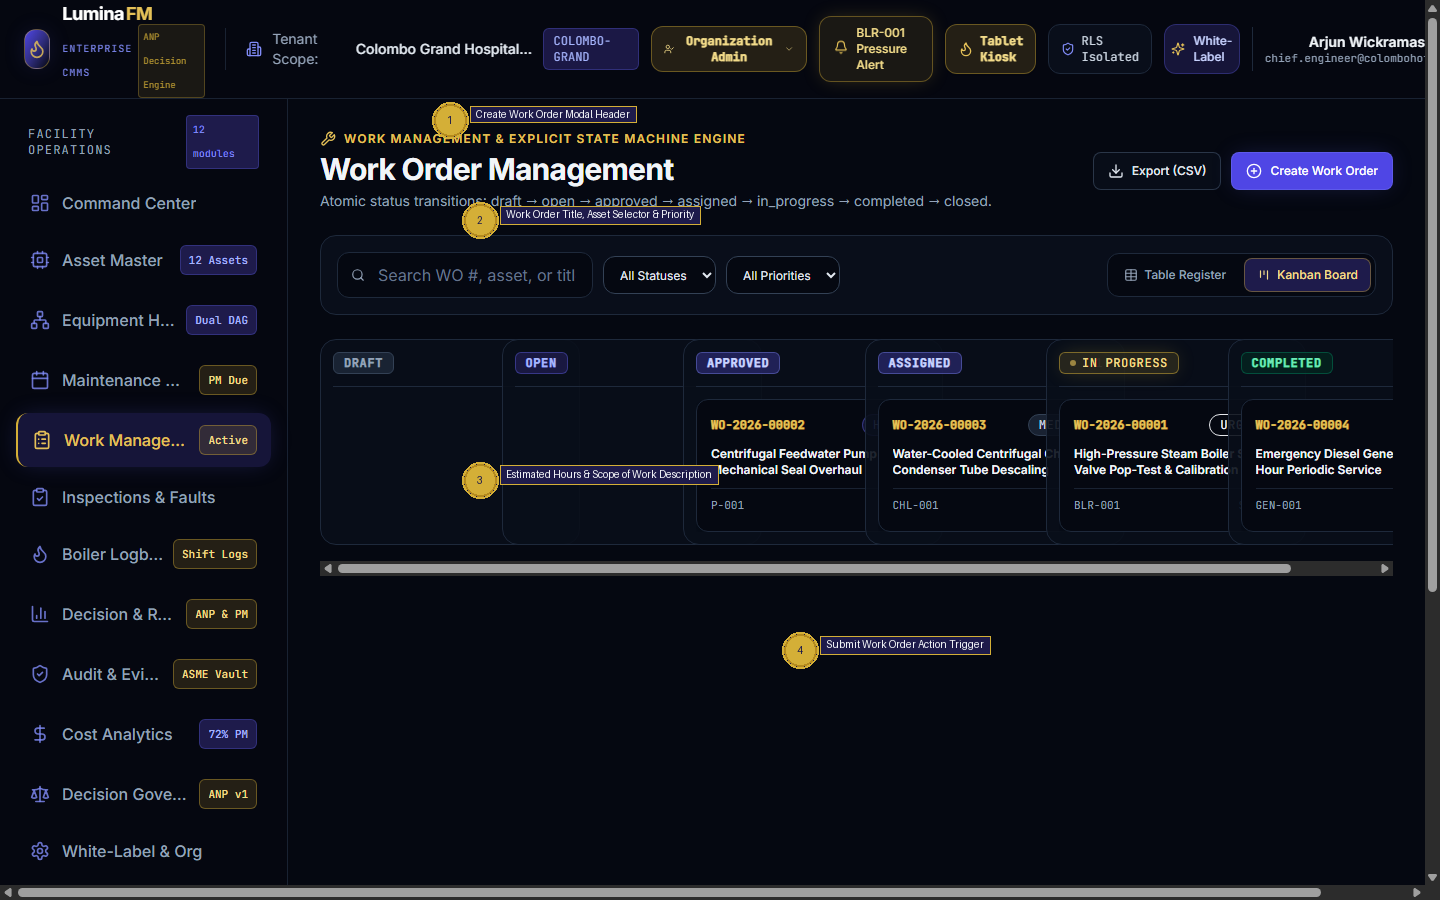 LuminaFM
ENTERPRISE
CMMS
ANP
Decision
Engine
Tenant
Scope:
Colombo Grand Hospital...
COLOMBO-
GRAND
Organization
Admin
BLR-001
Pressure
Alert
Tablet
Kiosk
RLS
Isolated
White-
Label
Arjun Wickramas
chief.engineer@colomboho
FACILITY
OPERATIONS
12
modules
Command Center
Asset Master
12 Assets
Equipment H...
Dual DAG
Maintenance ...
PM Due
Work Manage...
Active
Inspections & Faults
Boiler Logb...
Shift Logs
Decision & R...
ANP & PM
Audit & Evi...
ASME Vault
Cost Analytics
72% PM
Decision Gove...
ANP v1
White-Label & Org
1
Create Work Order Modal Header
WORK MANAGEMENT & EXPLICIT STATE MACHINE ENGINE
Work Order Management
Atomic status transitions: draft → open → approved → assigned → in_progress → completed → closed.
Export (CSV)
Create Work Order
2
Work Order Title, Asset Selector & Priority
Search WO #, asset, or titl
All Statuses
All Priorities
Table Register
Kanban Board
DRAFT
OPEN
APPROVED
WO-2026-00002
Centrifugal Feedwater Pump
Mechanical Seal Overhaul
P-001
ASSIGNED
WO-2026-00003
MED
Water-Cooled Centrifugal Ch
Condenser Tube Descaling
CHL-001
IN PROGRESS
WO-2026-00001
URG
High-Pressure Steam Boiler S
Valve Pop-Test & Calibration
BLR-001
COMPLETED
WO-2026-00004
Emergency Diesel Gene
Hour Periodic Service
GEN-001
3
Estimated Hours & Scope of Work Description
4
Submit Work Order Action Trigger